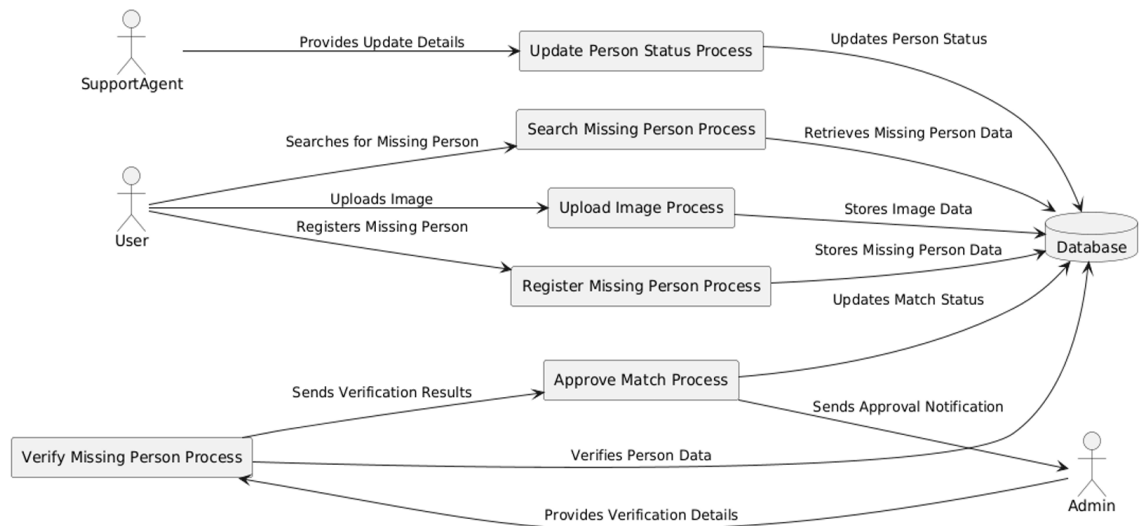 Provides Update Details
Updates Person Status
Update Person Status Process
SupportAgent
Search Missing Person Process
Retrieves Missing Person Data
Searches for Missing Person
Uploads Image
Upload Image Process
Stores Image Data
User
Registers Missing Person
Database
Stores Missing Person Data
Register Missing Person Process
Updates Match Status
Approve Match Process
Sends Verification Results
Sends Approval Notification
Verify Missing Person Process
Verifies Person Data
Admin
Provides Verification Details